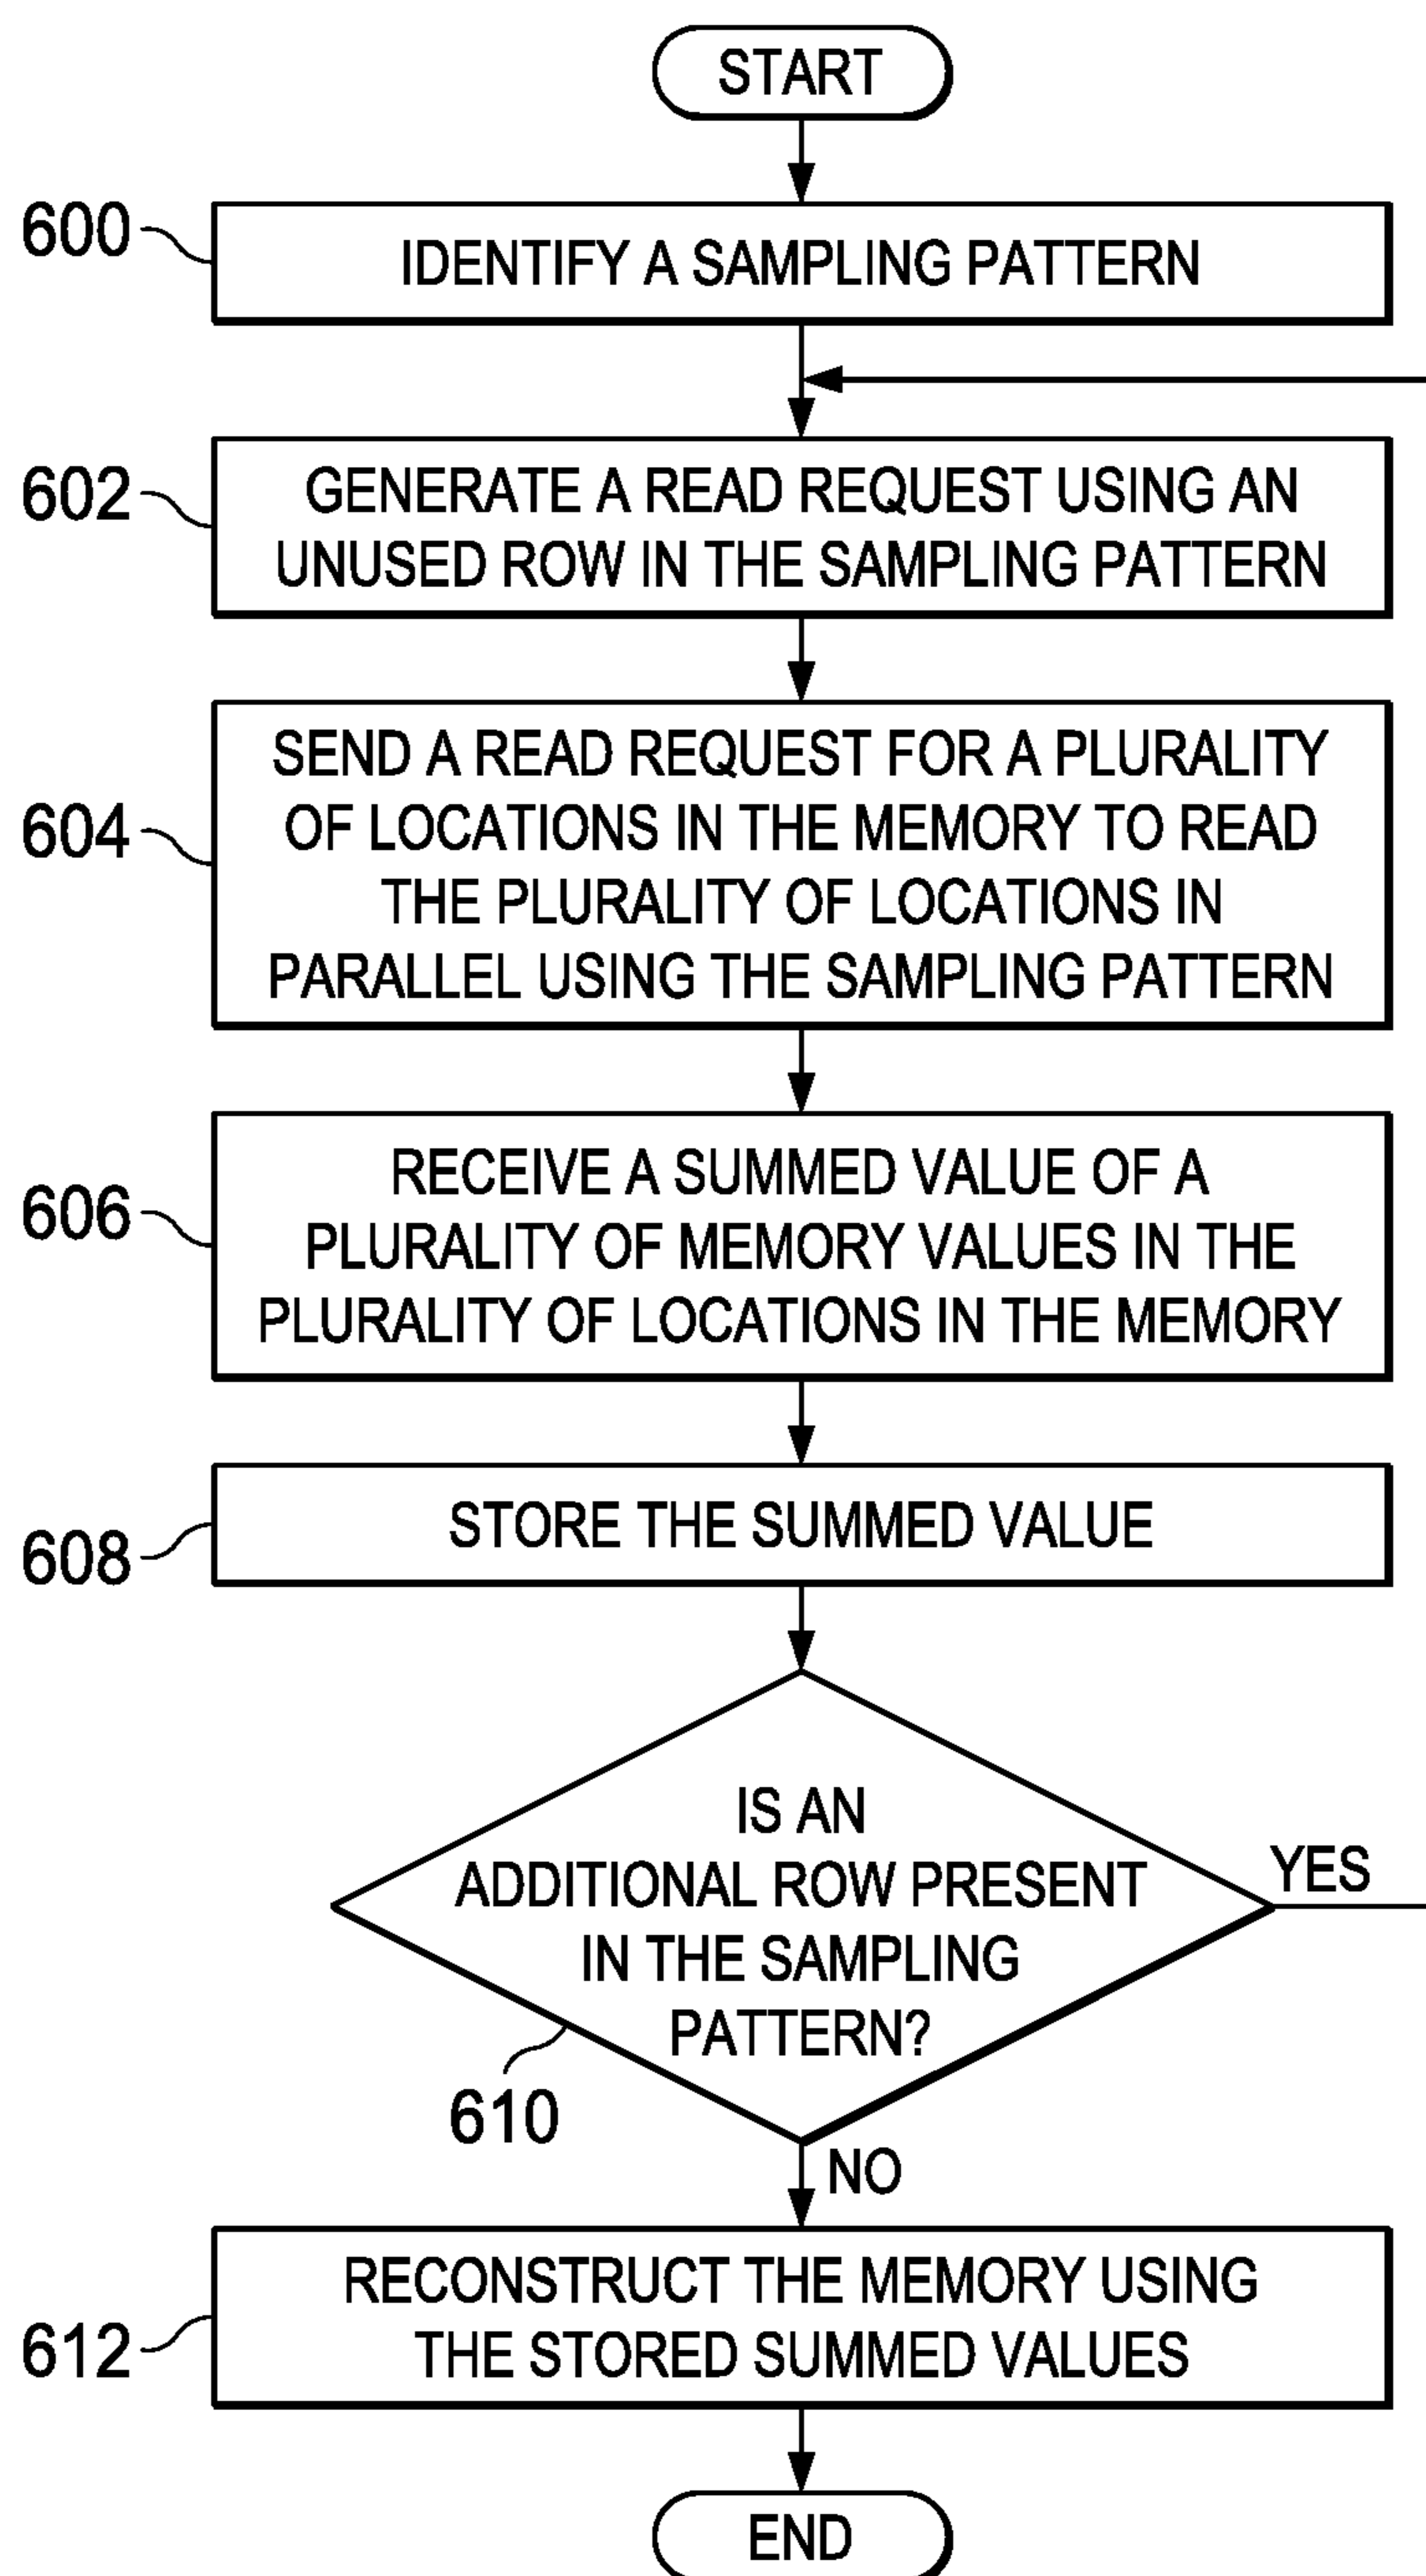 START
600
IDENTIFY A SAMPLING PATTERN
602
GENERATE A READ REQUEST USING AN
UNUSED ROW IN THE SAMPLING PATTERN
604
SEND A READ REQUEST FOR A PLURALITY
OF LOCATIONS IN THE MEMORY TO READ
THE PLURALITY OF LOCATIONS IN
PARALLEL USING THE SAMPLING PATTERN
606
RECEIVE A SUMMED VALUE OF A
PLURALITY OF MEMORY VALUES IN THE
PLURALITY OF LOCATIONS IN THE MEMORY
608
STORE THE SUMMED VALUE
IS AN
ADDITIONAL ROW PRESENT
IN THE SAMPLING
PATTERN?
YES
610
NO
612
RECONSTRUCT THE MEMORY USING
THE STORED SUMMED VALUES
END